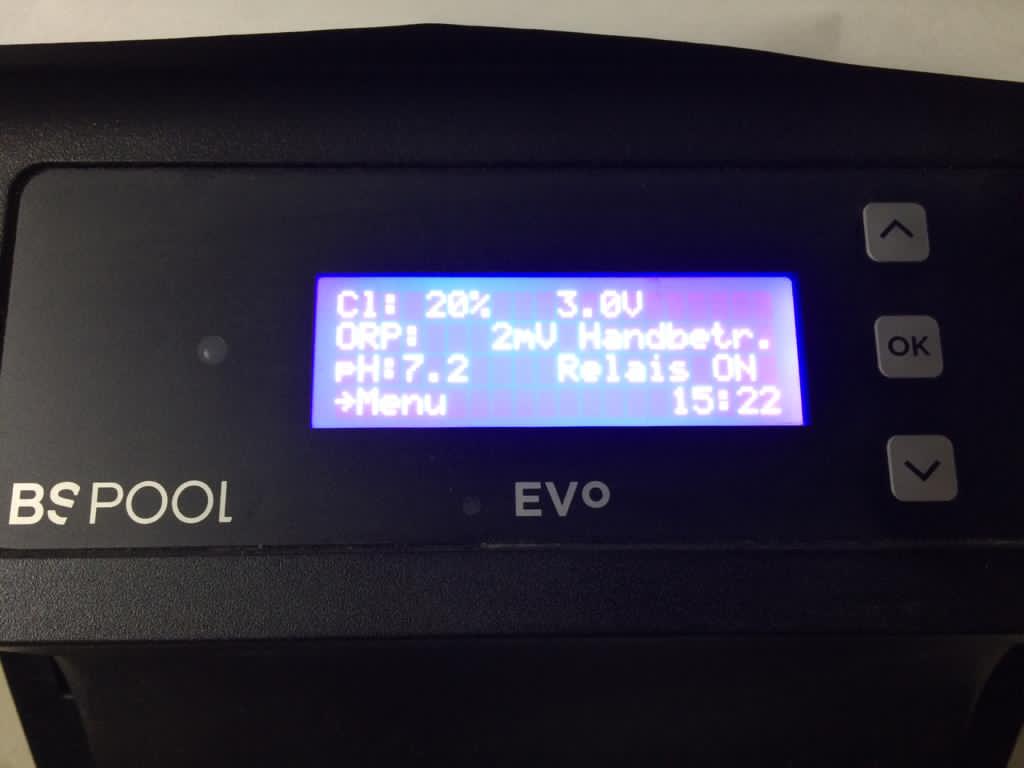 Cl: 20% 3.0V
ORP: 2mV Handbetr.
pH:7.2 Relais ON
→Menu 15:22
OK
BS POOL
EVO